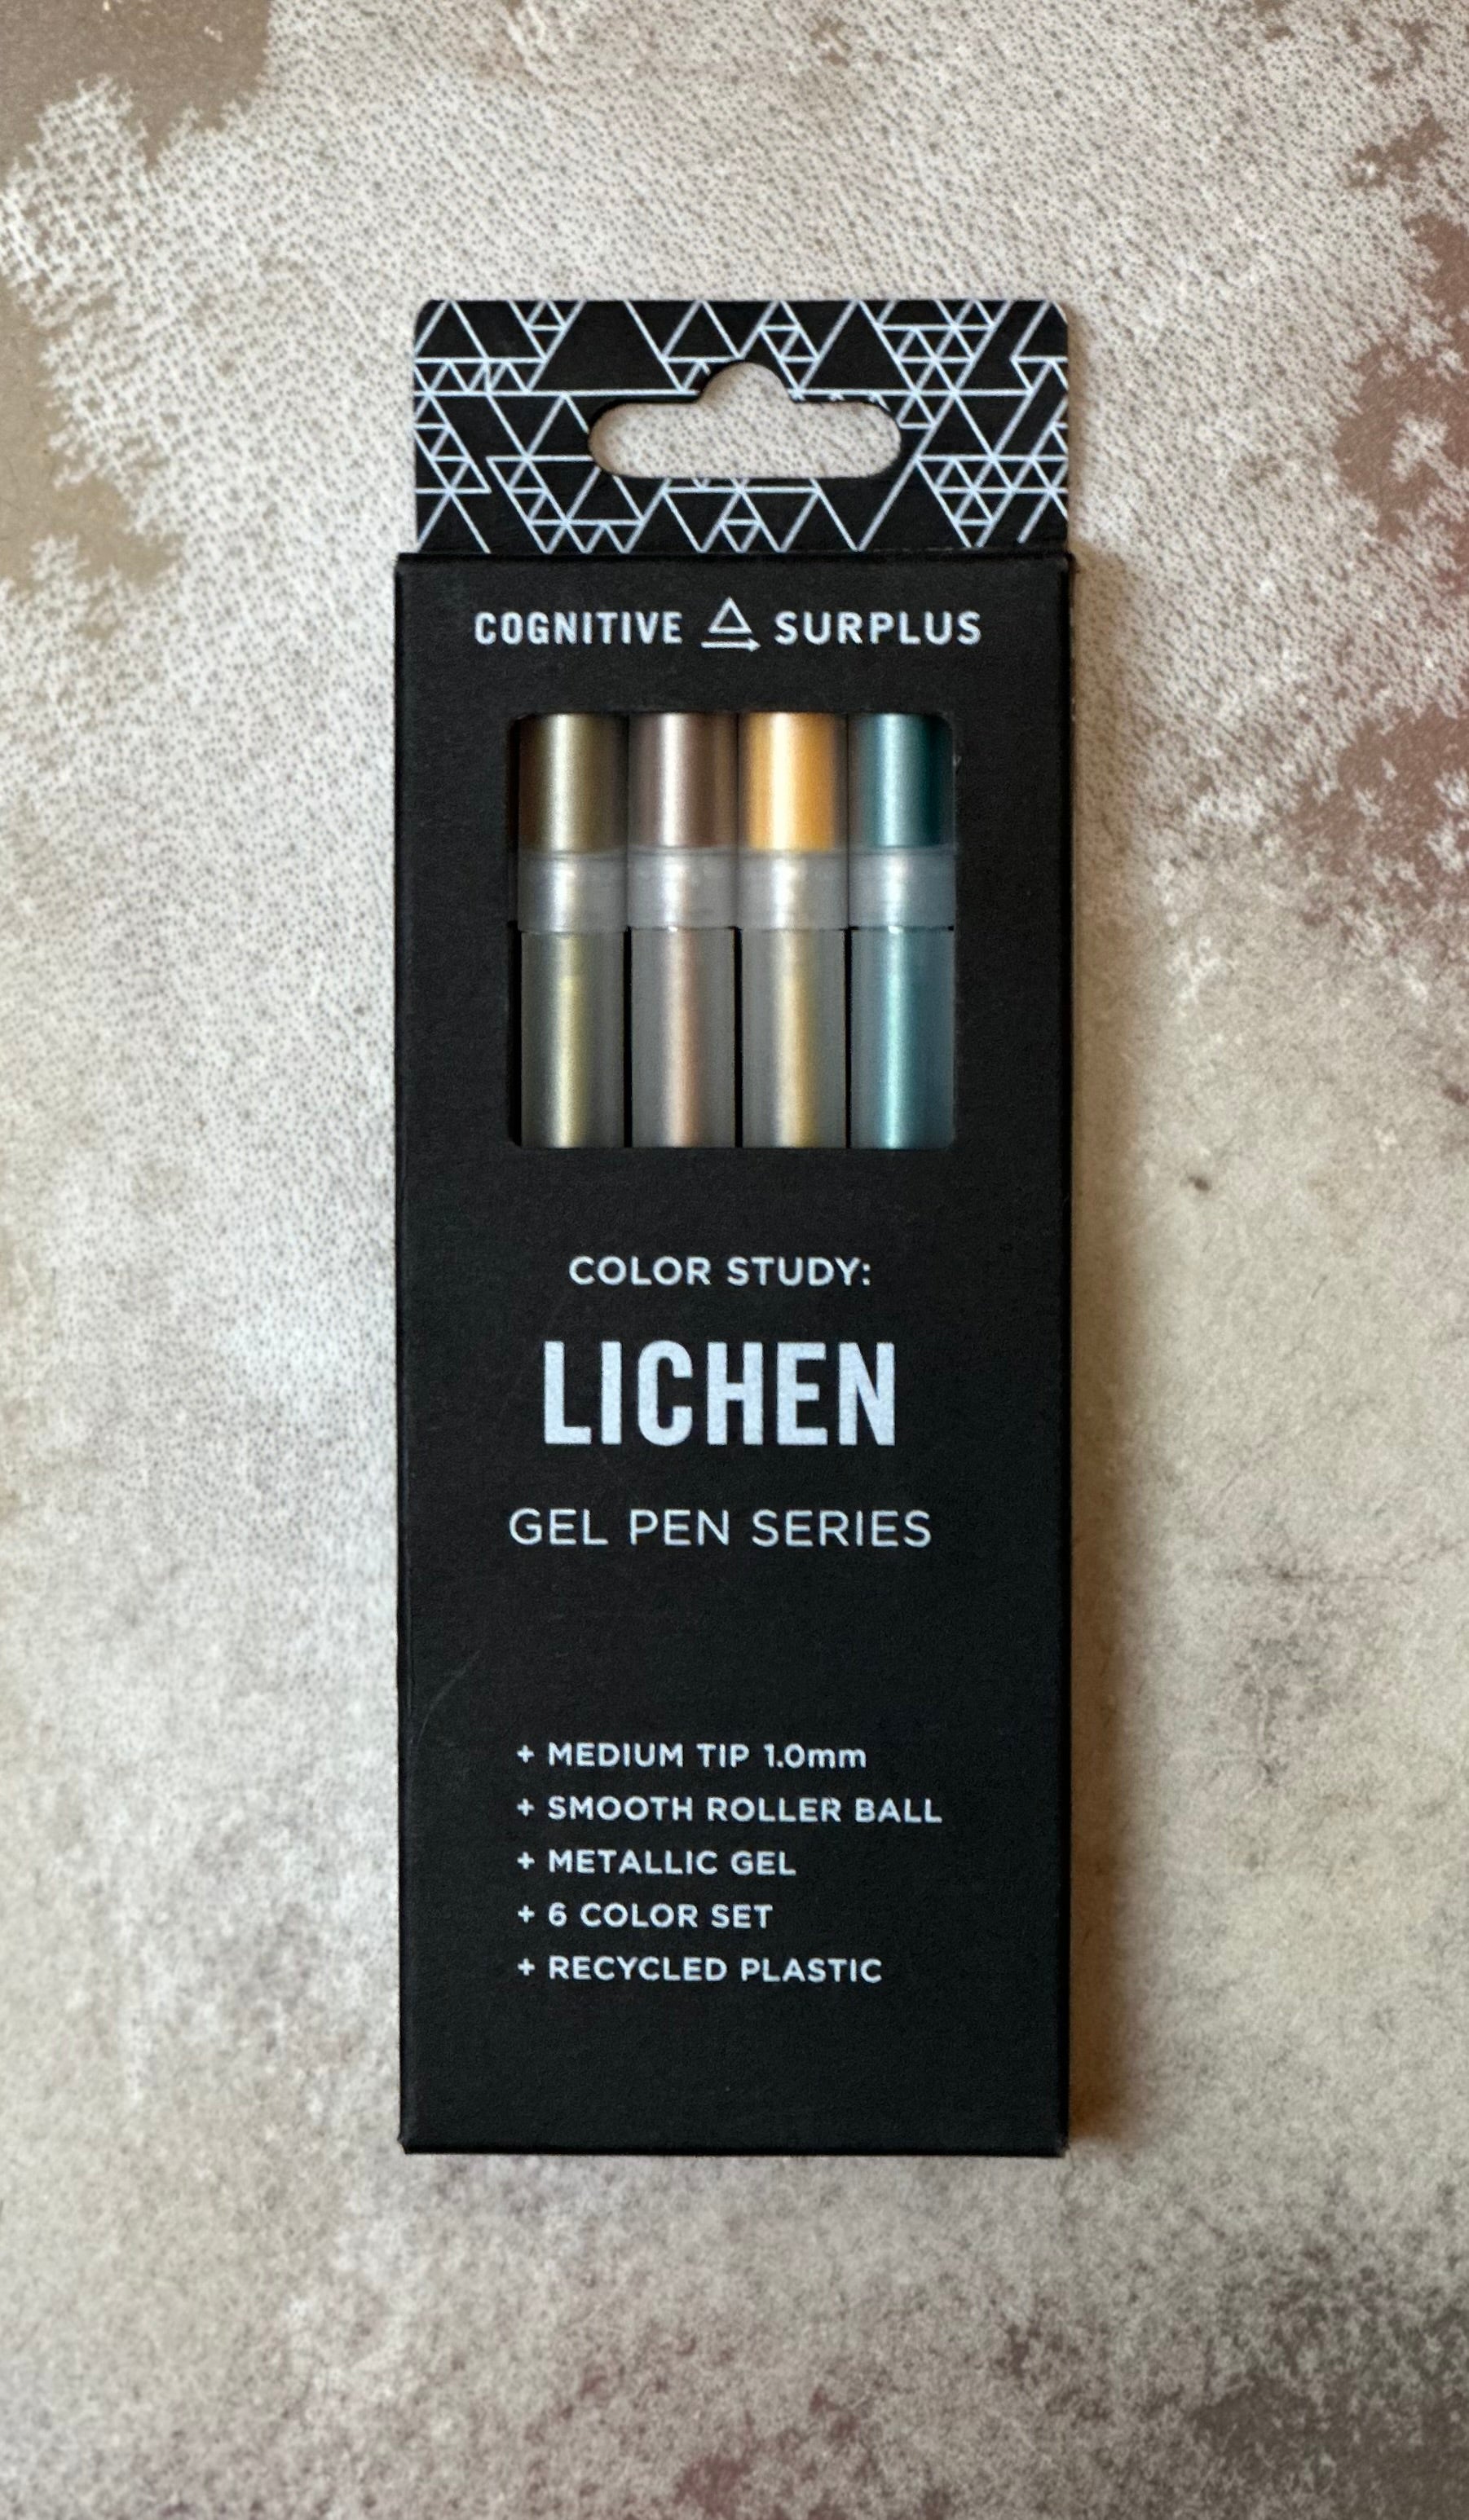 COGNITIVE SURPLUS
COLOR STUDY:
LICHEN
GEL PEN SERIES
+ MEDIUM TIP 1.0mm
+ SMOOTH ROLLER BALL
+ METALLIC GEL
+ 6 COLOR SET
+ RECYCLED PLASTIC